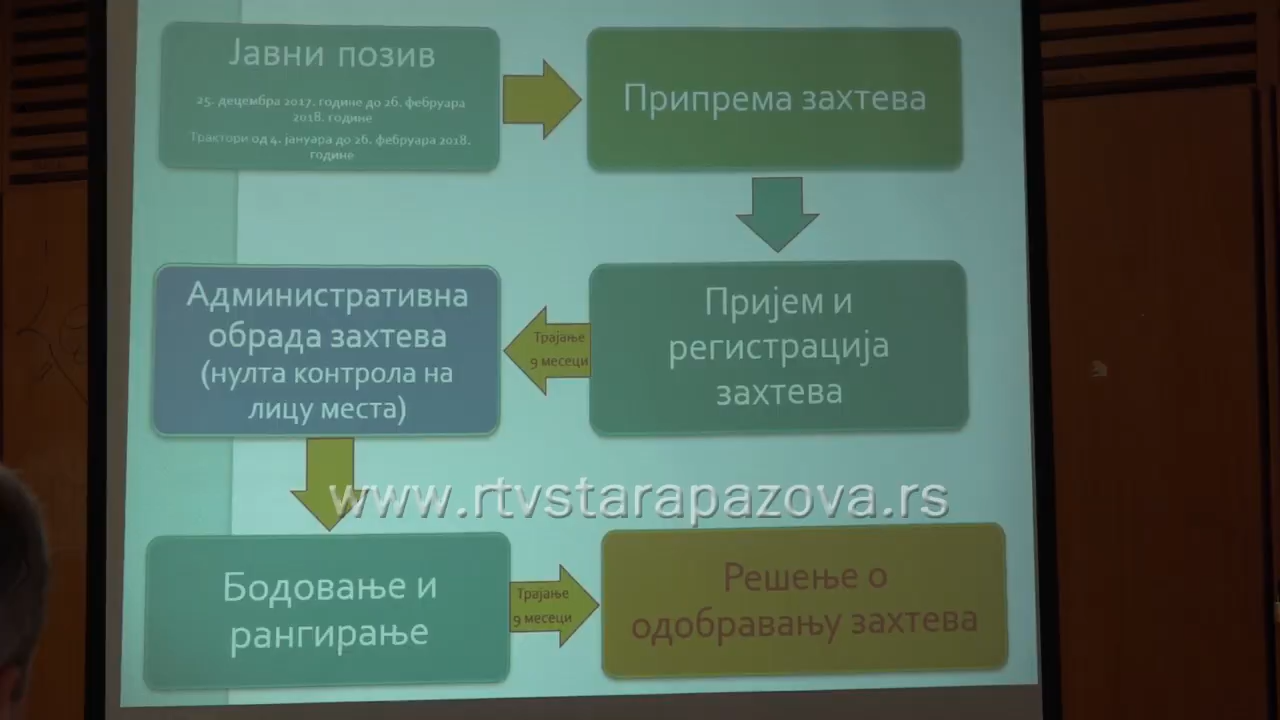 Јавни позив
25. децембра 2017. године до 26. фебруара
2018. године
Трактори од 4. јануара до 26. фебруара 2018.
године
Припрема захтева
Пријем и
регистрација
захтева
Трајање
9 месеци
Административна
обрада захтева
(нулта контрола на
лицу места)
www.rtvstarapazova.rs
Бодовање и
рангирање
Трајање
9 месеци
Решење о
одобравању захтева